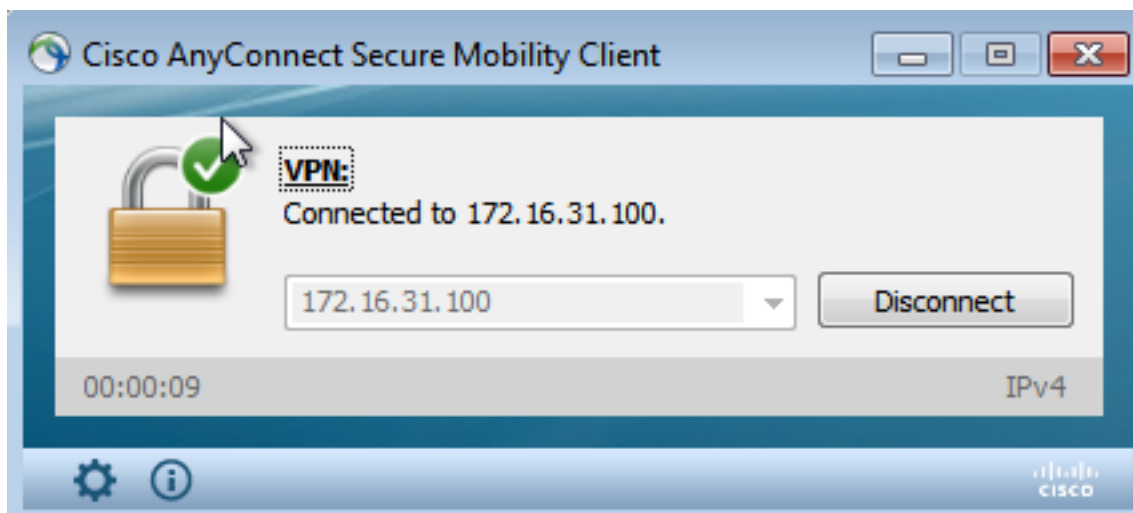 Cisco AnyConnect Secure Mobility Client
VPN:
Connected to 172.16.31.100.
172.16.31.100
Disconnect
00:00:09
IPv4
CISCO